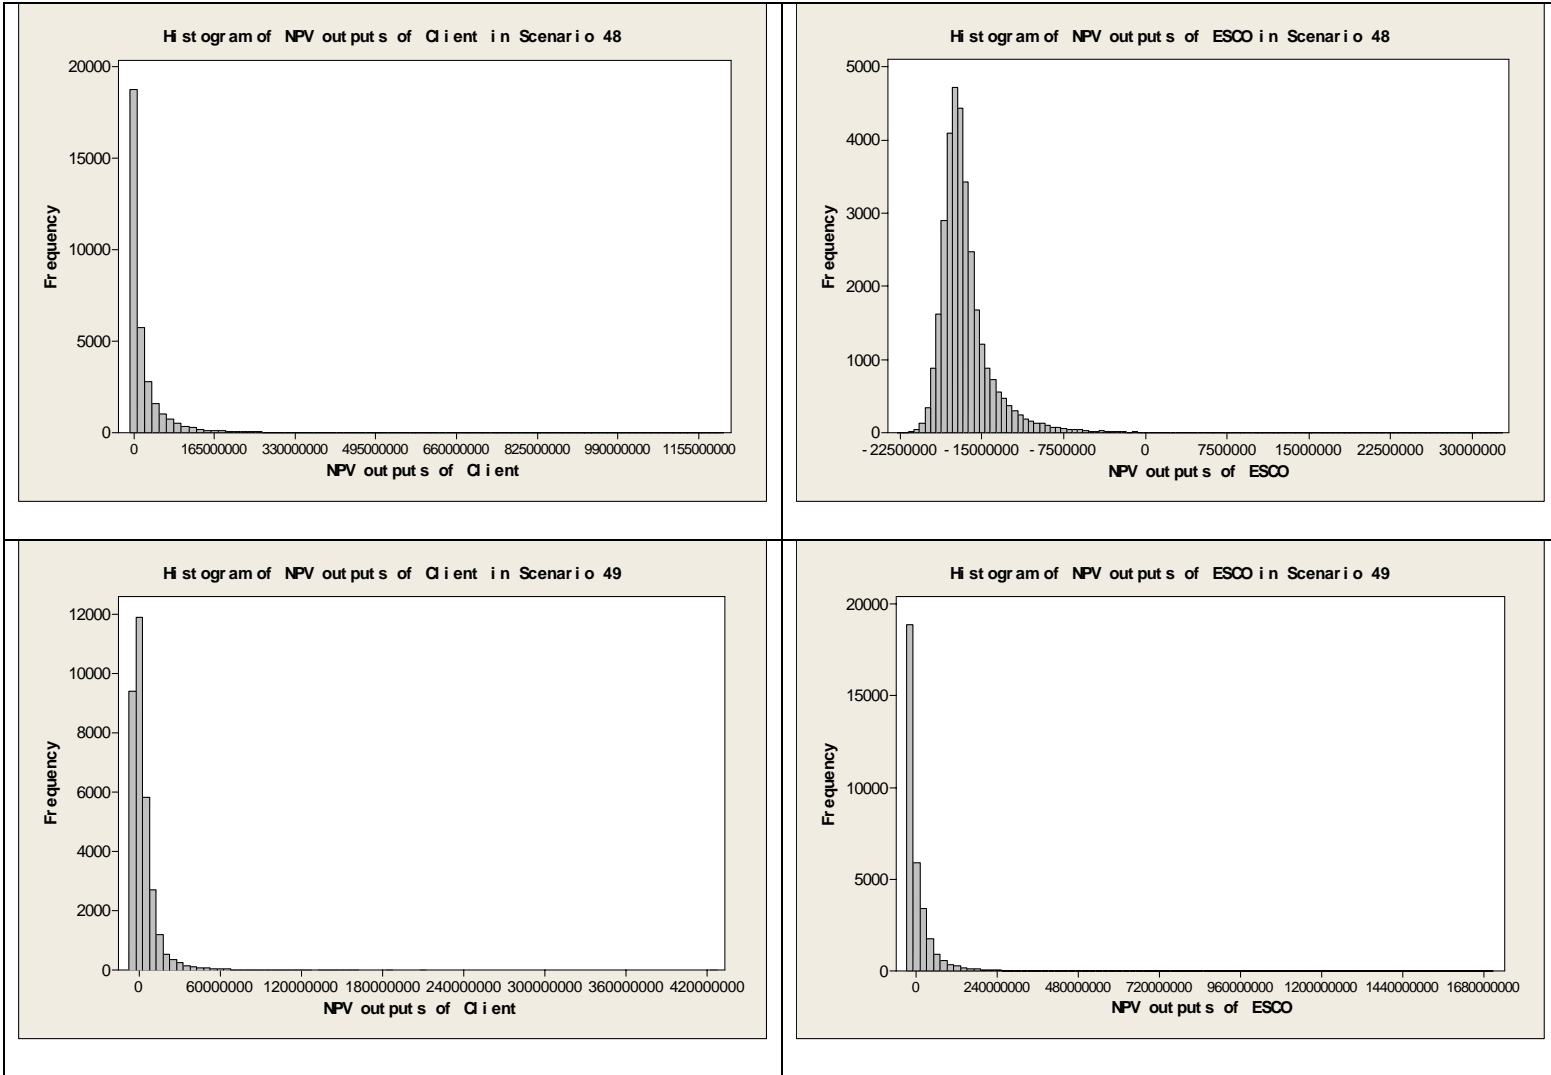 Histogram of NPV outputs of Client in Scenario 48
20000
15000
10000
5000
0
Frequency
0 165000000 330000000 495000000 660000000 825000000 990000000 1155000000
NPV outputs of Client
Histogram of NPV outputs of ESCO in Scenario 48
5000
4000
3000
2000
1000
0
Frequency
-22500000 -15000000 -7500000 0 7500000 15000000 22500000 30000000
NPV outputs of ESCO
Histogram of NPV outputs of Client in Scenario 49
12000
10000
8000
6000
4000
2000
0
Frequency
0 60000000 120000000 180000000 240000000 300000000 360000000 420000000
NPV outputs of Client
Histogram of NPV outputs of ESCO in Scenario 49
20000
15000
10000
5000
0
Frequency
0 240000000 480000000 720000000 960000000 1200000000 1440000000 1680000000
NPV outputs of ESCO